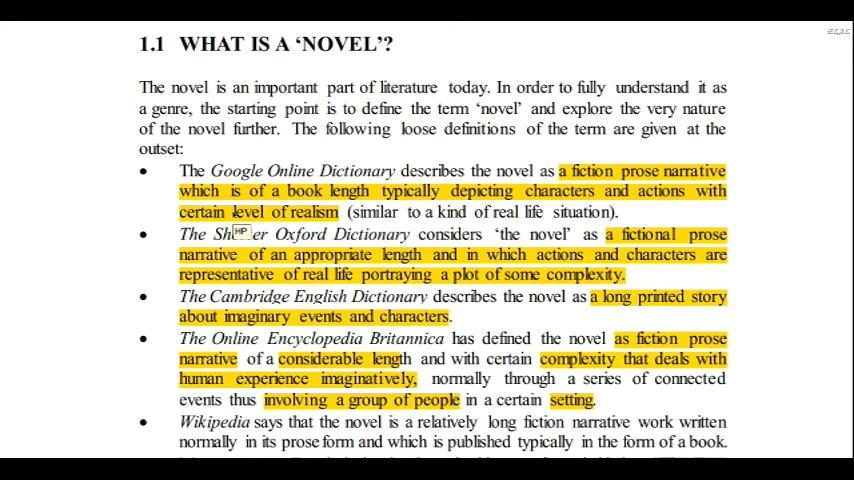 1.1 WHAT IS A ‘NOVEL’?
The novel is an important part of literature today. In order to fully understand it as
a genre, the starting point is to define the term ‘novel’ and explore the very nature
of the novel further. The following loose definitions of the term are given at the
outset:
• The Google Online Dictionary describes the novel as a fiction prose narrative
which is of a book length typically depicting characters and actions with
certain level of realism (similar to a kind of real life situation).
• The Sh er Oxford Dictionary considers ‘the novel’ as a fictional prose
HP
narrative of an appropriate length and in which actions and characters are
representative of real life portraying a plot of some complexity.
• The Cambridge English Dictionary describes the novel as a long printed story
about imaginary events and characters.
• The Online Encyclopedia Britannica has defined the novel as fiction prose
narrative of a considerable length and with certain complexity that deals with
human experience imaginatively, normally through a series of connected
events thus involving a group of people in a certain setting.
• Wikipedia says that the novel is a relatively long fiction narrative work written
normally in its prose form and which is published typically in the form of a book.